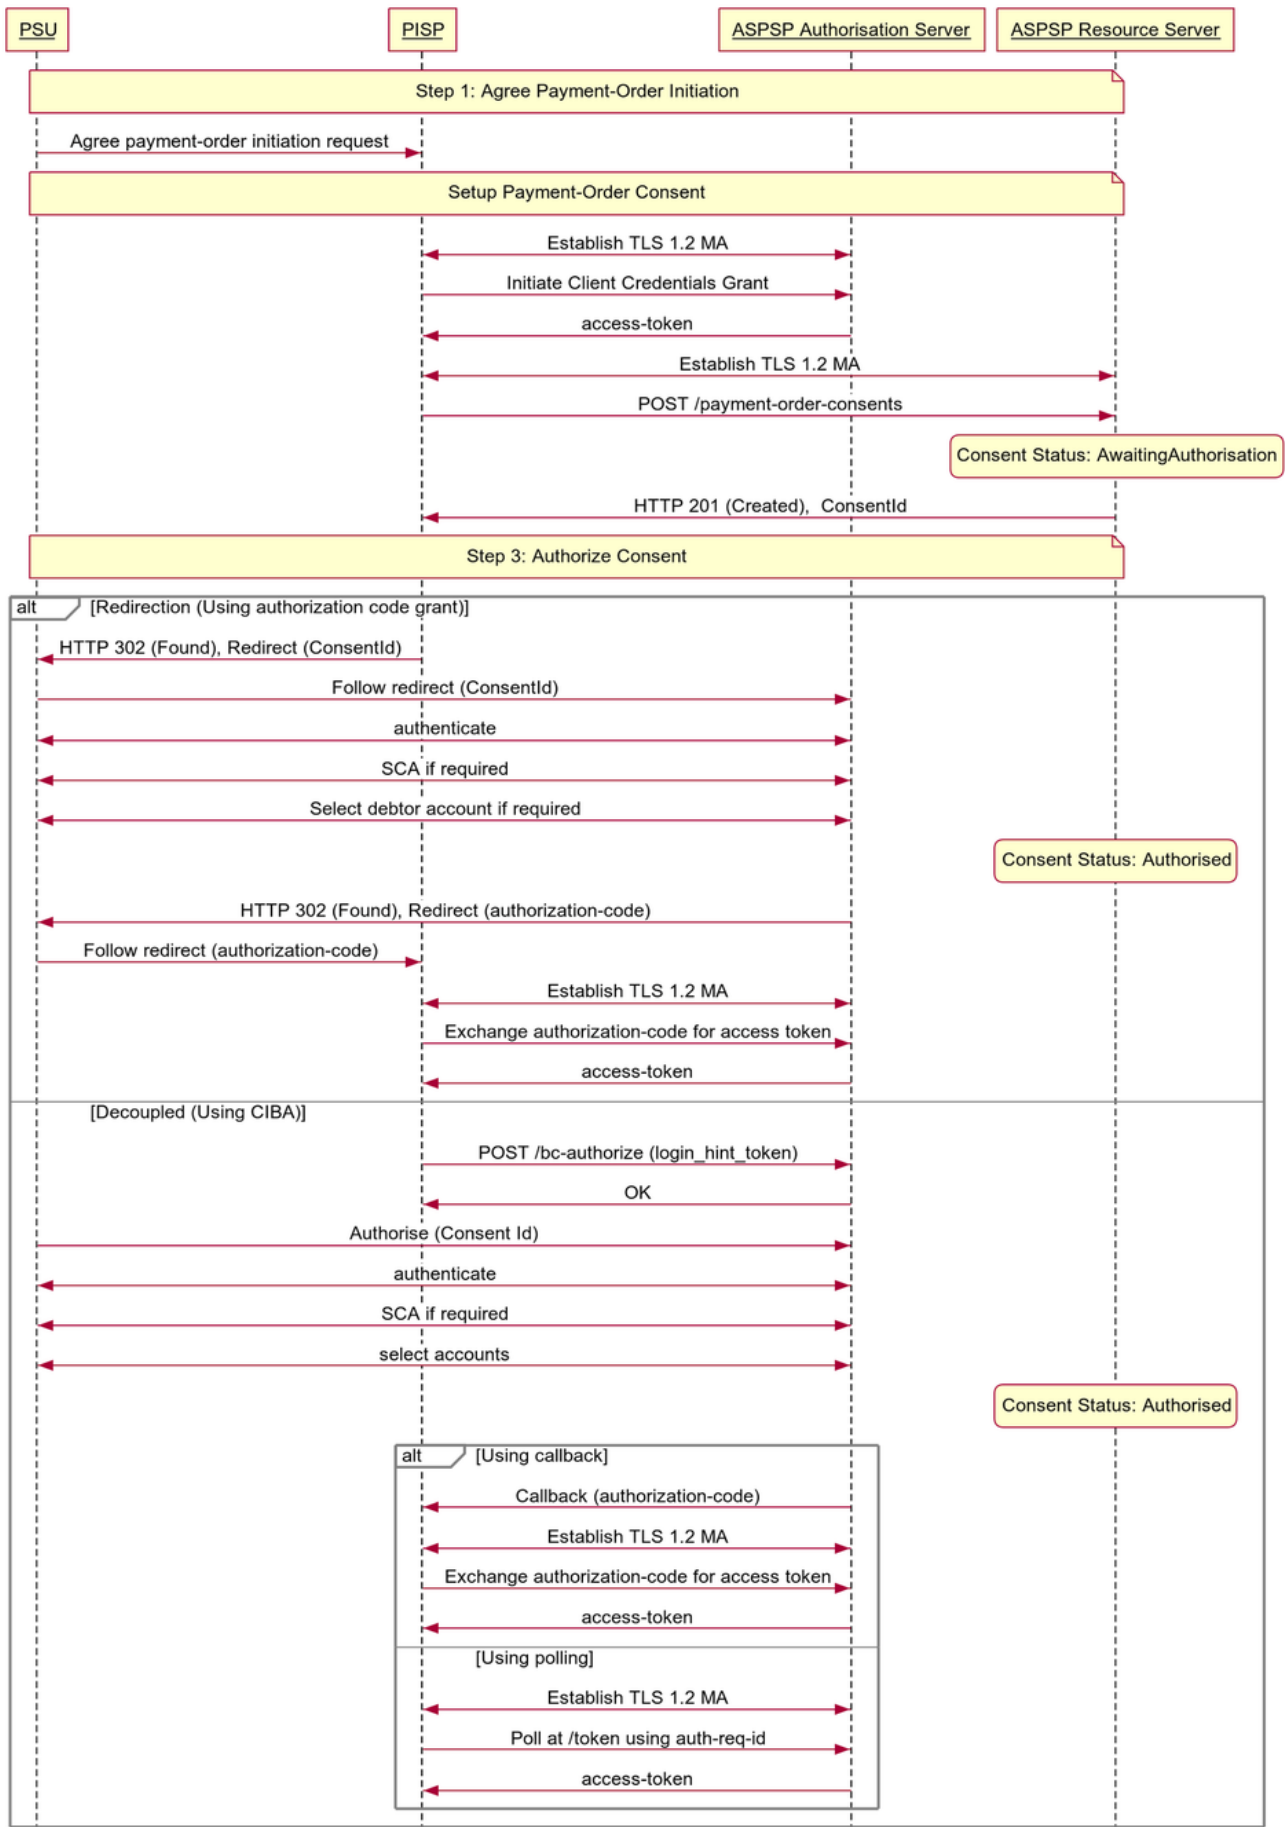 PSU
PISP
ASPSP Authorisation Server
ASPSP Resource Server
Step 1: Agree Payment-Order Initiation
Agree payment-order initiation request
Setup Payment-Order Consent
Establish TLS 1.2 MA
Initiate Client Credentials Grant
access-token
Establish TLS 1.2 MA
POST /payment-order-consents
Consent Status: AwaitingAuthorisation
HTTP 201 (Created),  ConsentId
Step 3: Authorize Consent
alt
[Redirection (Using authorization code grant)]
HTTP 302 (Found), Redirect (ConsentId)
Follow redirect (ConsentId)
authenticate
SCA if required
Select debtor account if required
Consent Status: Authorised
HTTP 302 (Found), Redirect (authorization-code)
Follow redirect (authorization-code)
Establish TLS 1.2 MA
Exchange authorization-code for access token
access-token
[Decoupled (Using CIBA)]
POST /bc-authorize (login_hint_token)
OK
Authorise (Consent Id)
authenticate
SCA if required
select accounts
Consent Status: Authorised
alt
[Using callback]
Callback (authorization-code)
Establish TLS 1.2 MA
Exchange authorization-code for access token
access-token
[Using polling]
Establish TLS 1.2 MA
Poll at /token using auth-req-id
access-token